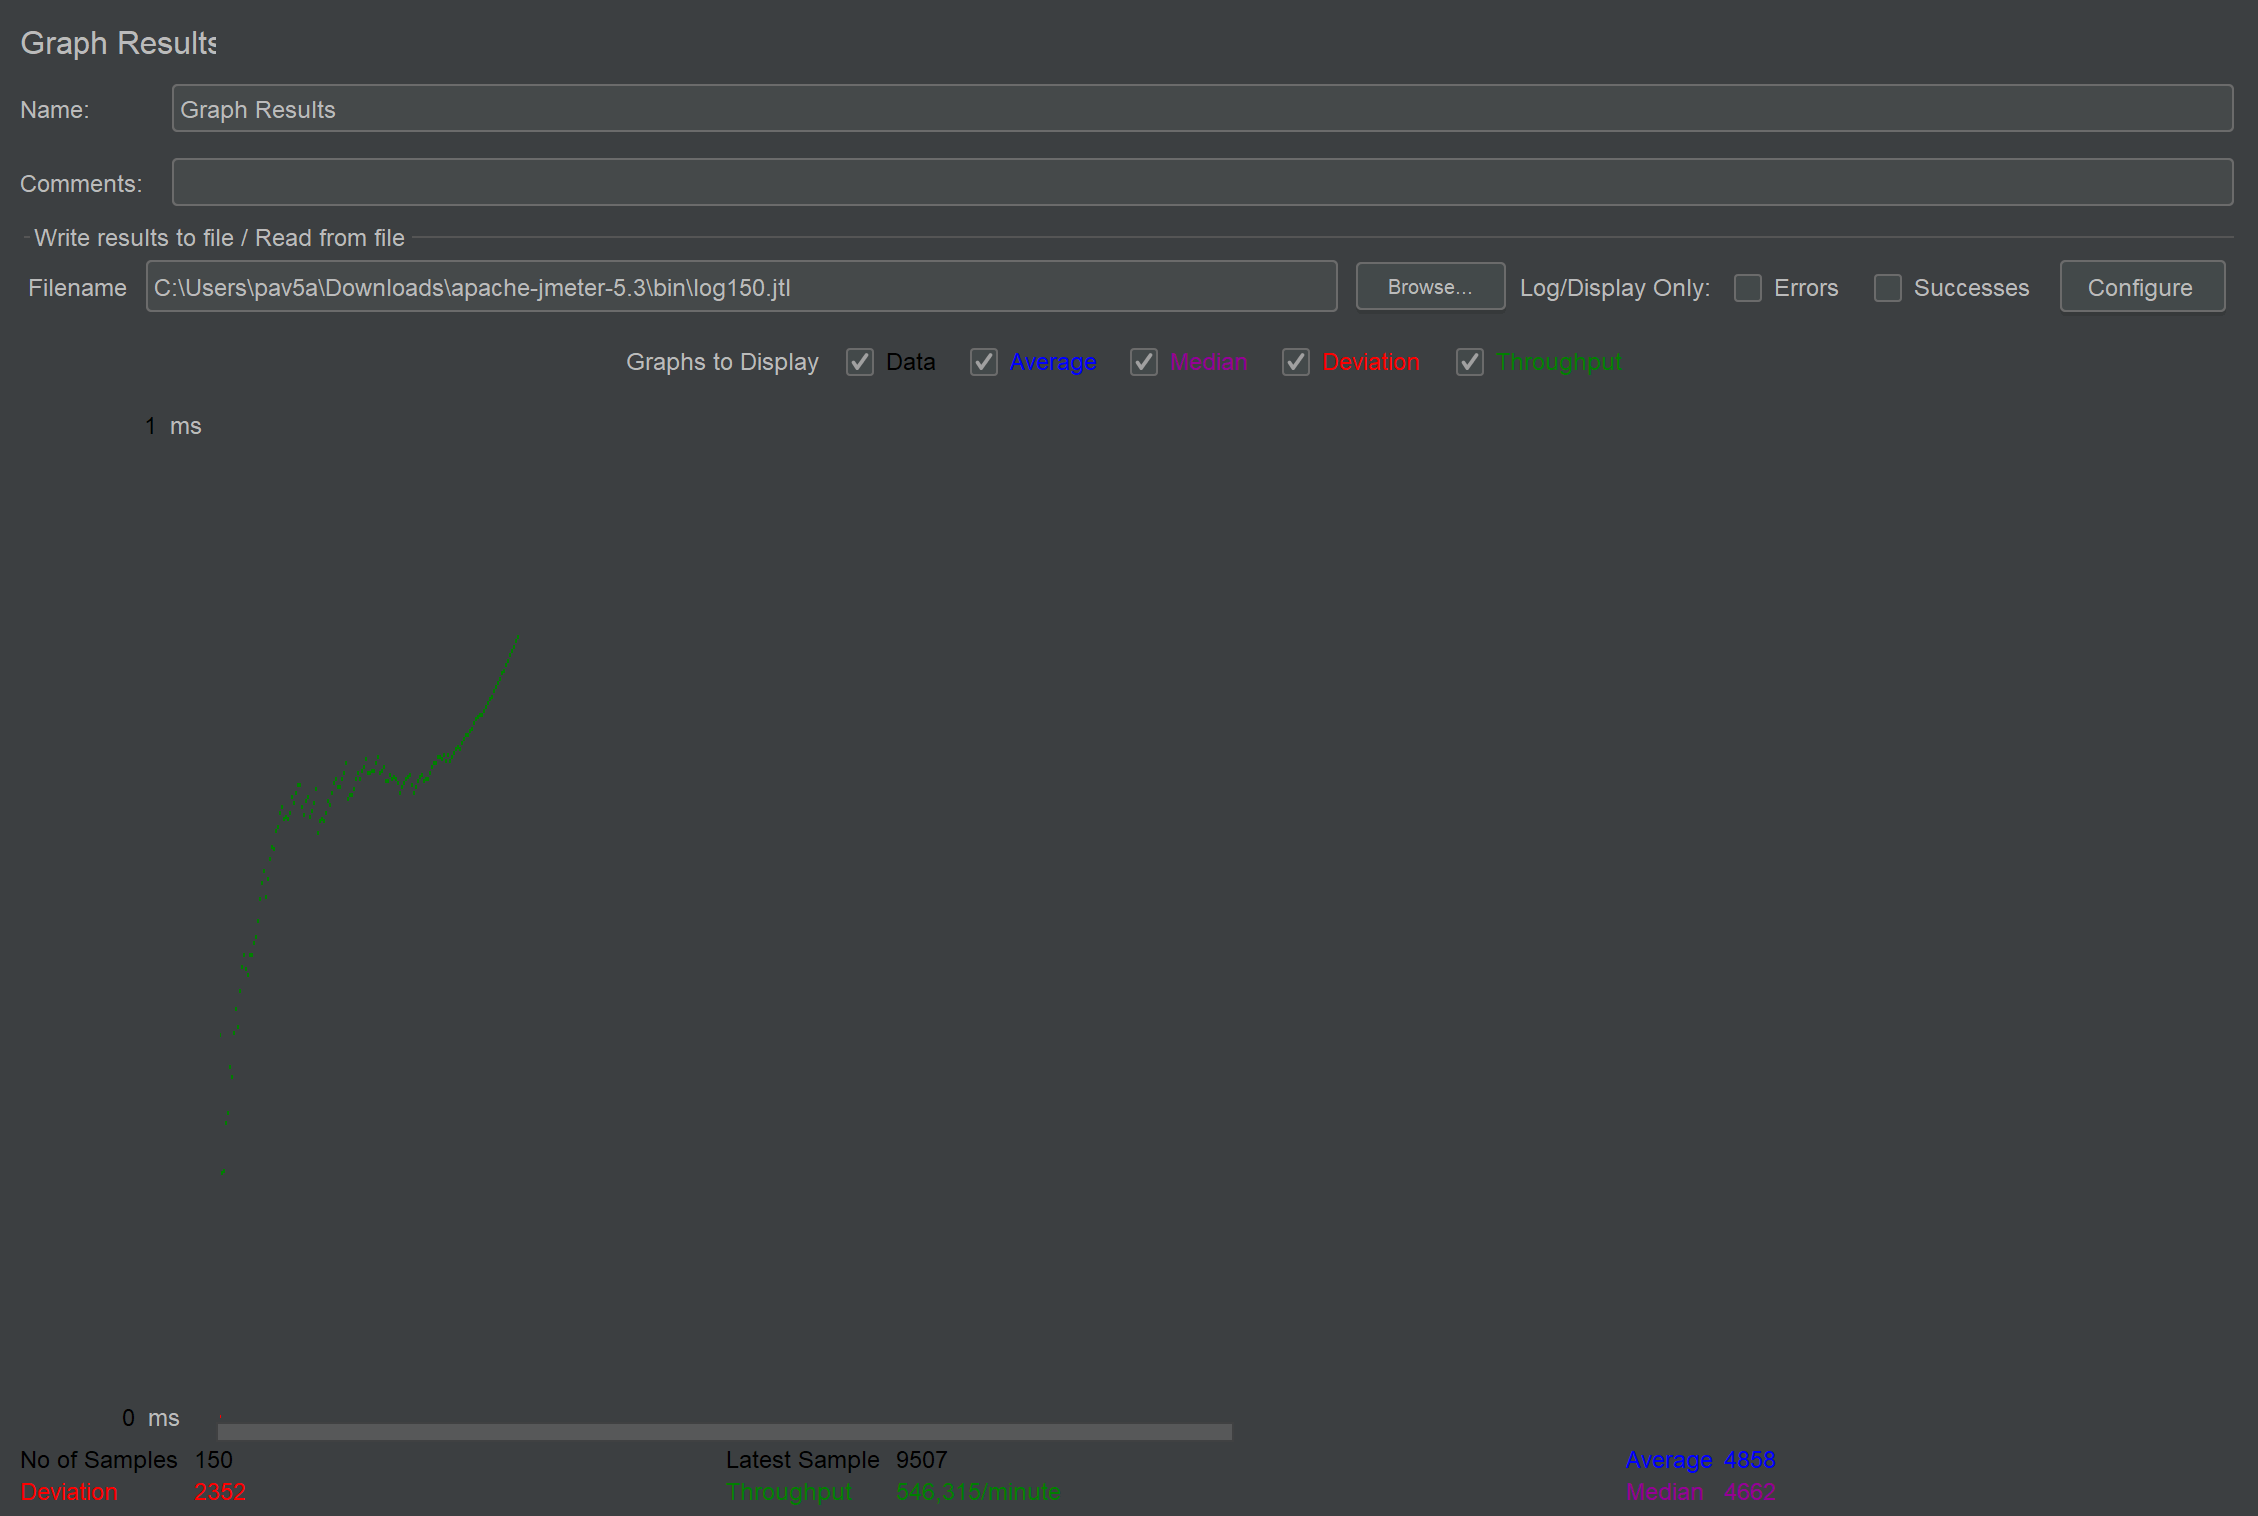 Graph Results
Name: Graph Results
Comments:
Write results to file / Read from file
Filename C:\Users\pav5a\Downloads\apache-jmeter-5.3\bin\log150.jtl Browse... Log/Display Only: Errors Successes Configure
Graphs to Display Data Average Median Deviation Throughput
1 ms
0 ms
No of Samples 150 Latest Sample 9507 Average 4858
Deviation 2352 Throughput 546,315/minute Median 4662